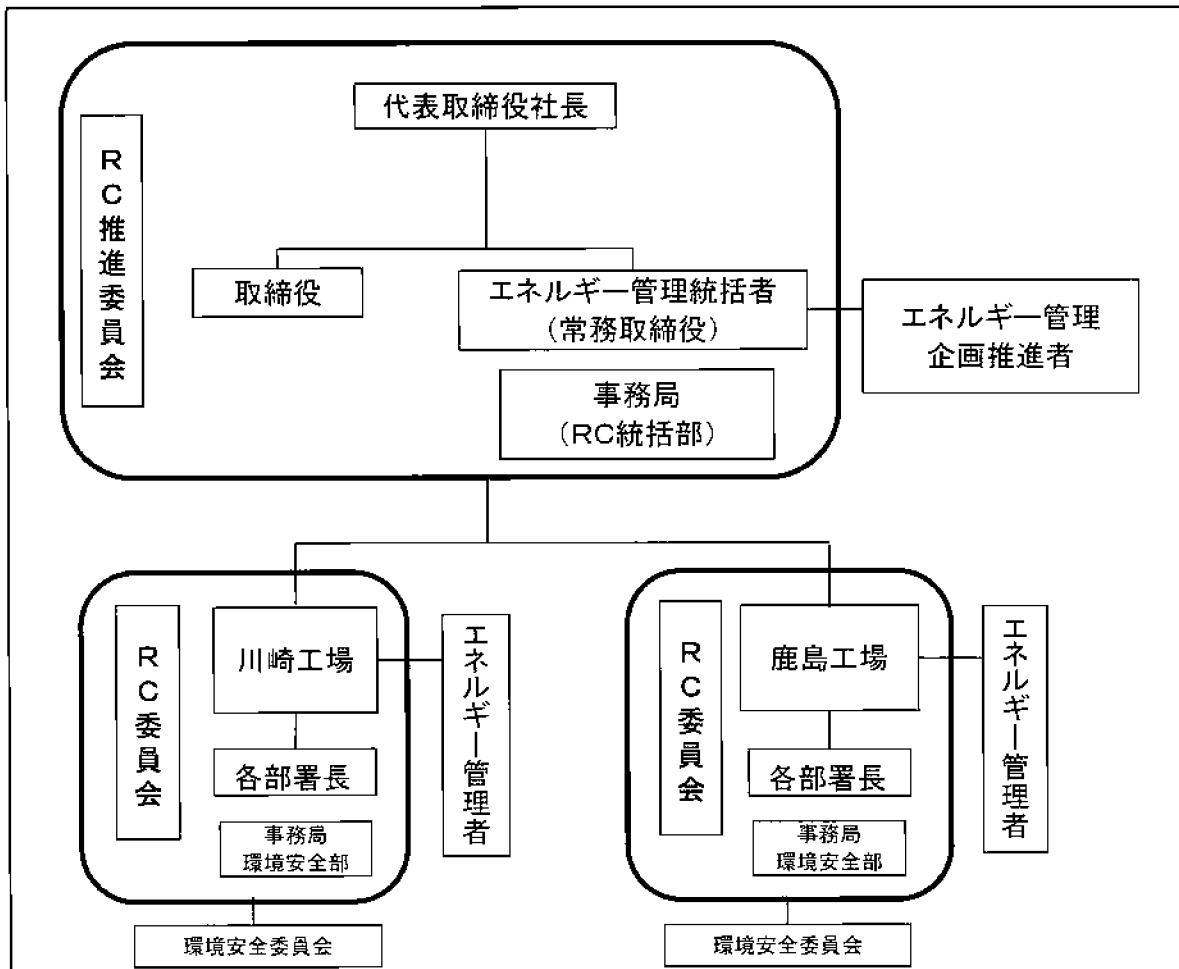 代表取締役社長
RC推進委員会
取締役
エネルギー管理統括者
(常務取締役)
エネルギー管理
企画推進者
事務局
(RC統括部)
RC委員会
川崎工場
エネルギー管理者
各部署長
事務局
環境安全部
環境安全委員会
RC委員会
鹿島工場
エネルギー管理者
各部署長
事務局
環境安全部
環境安全委員会